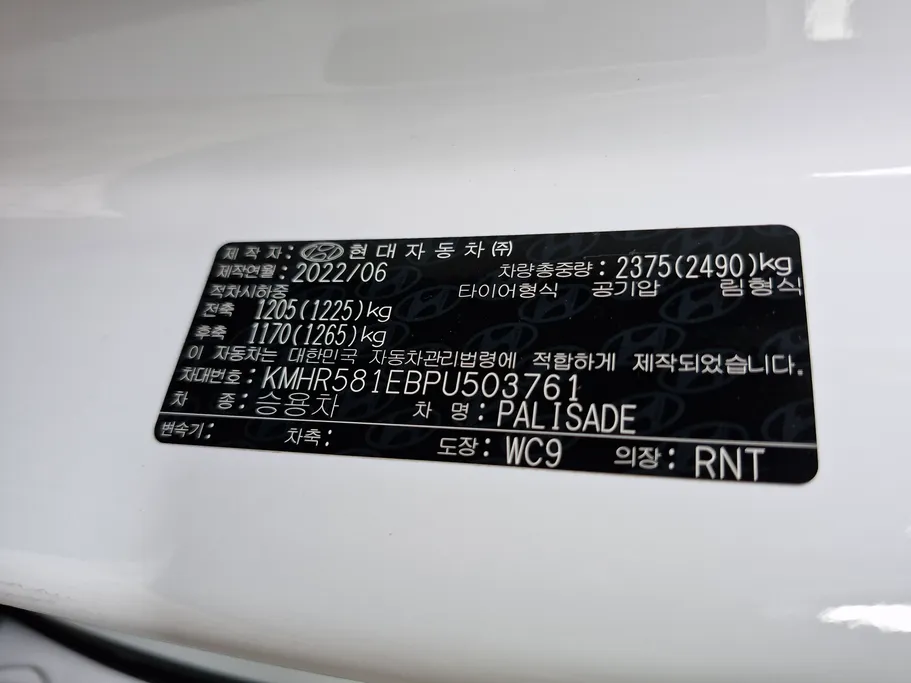 제 작 자 : 현대자동차㈜
제작연월 : 2022/06 차량총중량 : 2375(2490)kg
적차시하중 타이어형식 공기압 림형식
전축 1205(1225)kg
후축 1170(1265)kg
이 자동차는 대한민국 자동차관리법령에 적합하게 제작되었습니다.
차대번호 : KMHR581EBPU503761
차 종 : 승용차 차 명 : PALISADE
변속기 : 차축 : 도장 : WC9 의장 : RNT